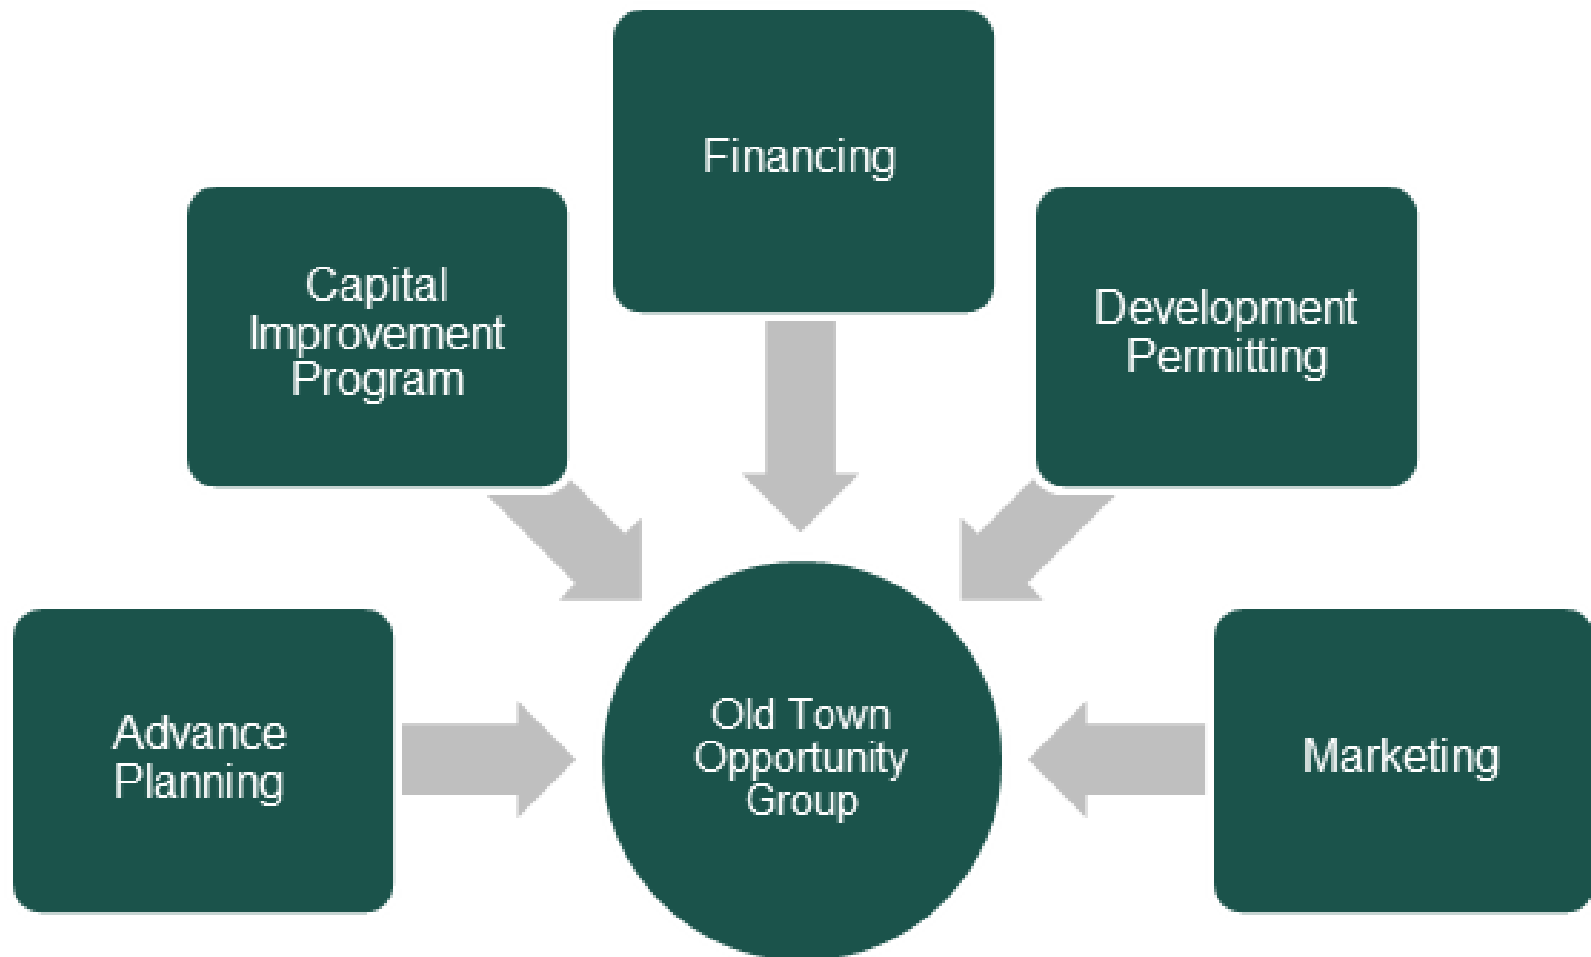 Financing
Capital
Improvement
Program
Development
Permitting
Advance
Planning
Old Town
Opportunity
Group
Marketing